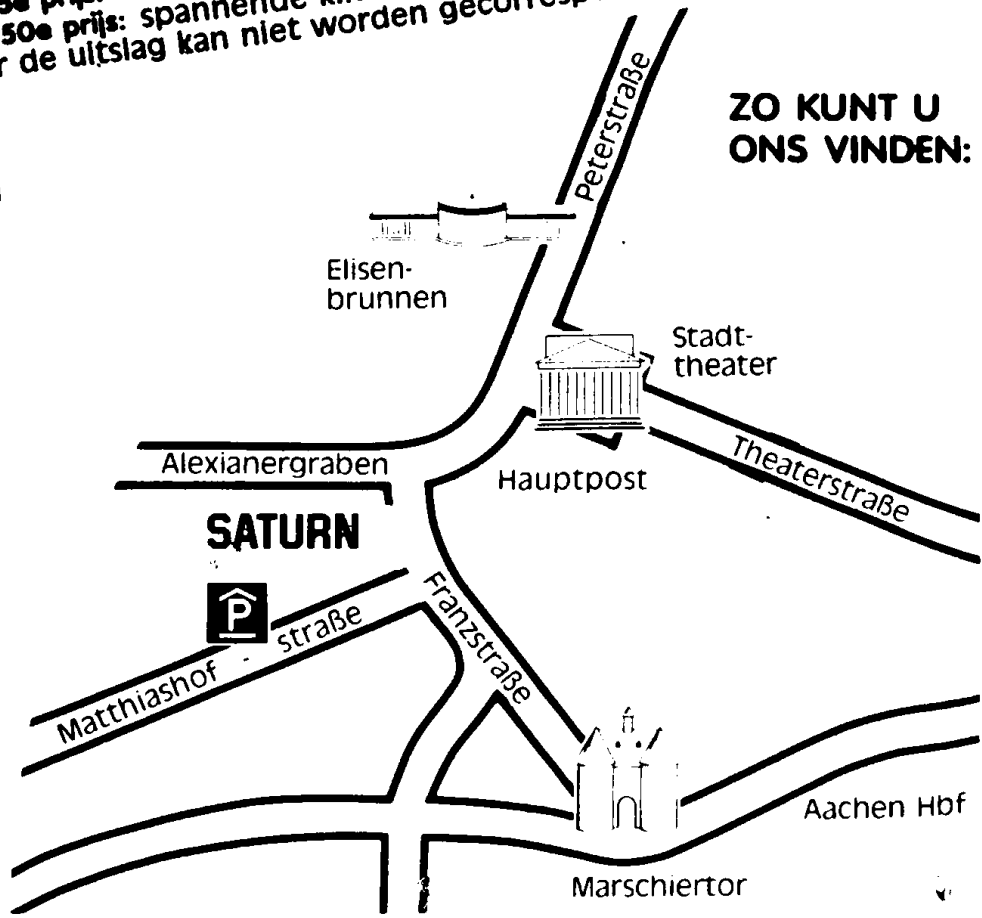 50e prijs: spannende
r de uitslag kan niet worden
ZO KUNT U
ONS VINDEN:
Peterstraße
Elisen-
brunnen
Stadt-
theater
Theaterstraße
Hauptpost
Alexianergraben
SATURN
P
Franzstraße
Matthiashof - straße
Aachen Hbf
Marschiertor